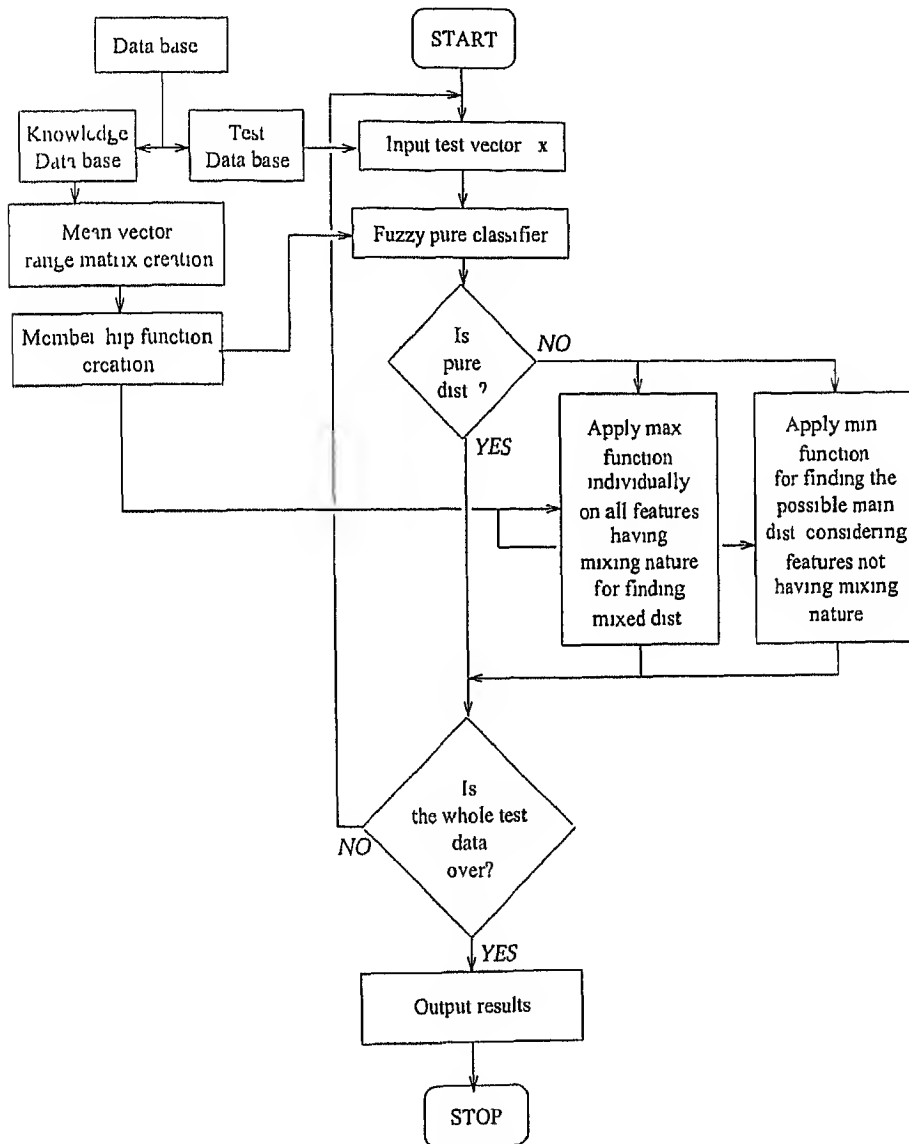 START
Data base
Knowledge
Data base
Test
Data base
Input test vector x
Mean vector
range matrix creation
Fuzzy pure classifier
Member hip function
creation
Is
pure
dist ?
NO
YES
Apply max
function
individually
on all features
having
mixing nature
for finding
mixed dist
Apply min
function
for finding the
possible main
dist considering
features not
having mixing
nature
Is
the whole test
data
over?
NO
YES
Output results
STOP